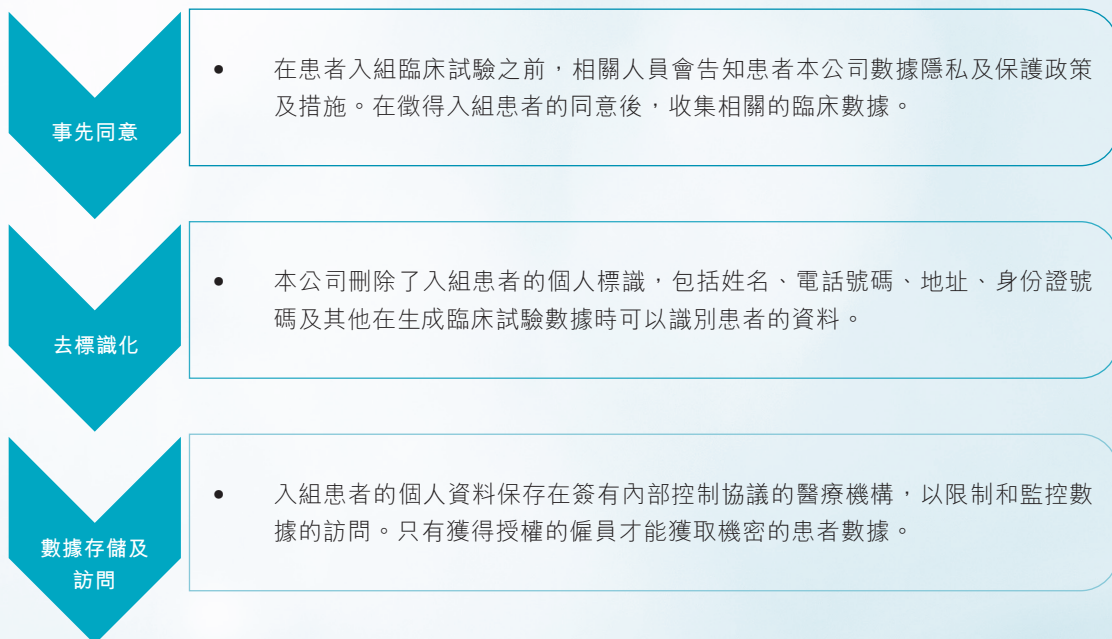 事先同意
• 在患者入組臨床試驗之前，相關人員會告知患者本公司數據隱私及保護政策
及措施。在徵得入組患者的同意後，收集相關的臨床數據。
去標識化
• 本公司刪除了入組患者的個人標識，包括姓名、電話號碼、地址、身份證號
碼及其他在生成臨床試驗數據時可以識別患者的資料。
數據存儲及
訪問
• 入組患者的個人資料保存在簽有內部控制協議的醫療機構，以限制和監控數
據的訪問。只有獲得授權的僱員才能獲取機密的患者數據。